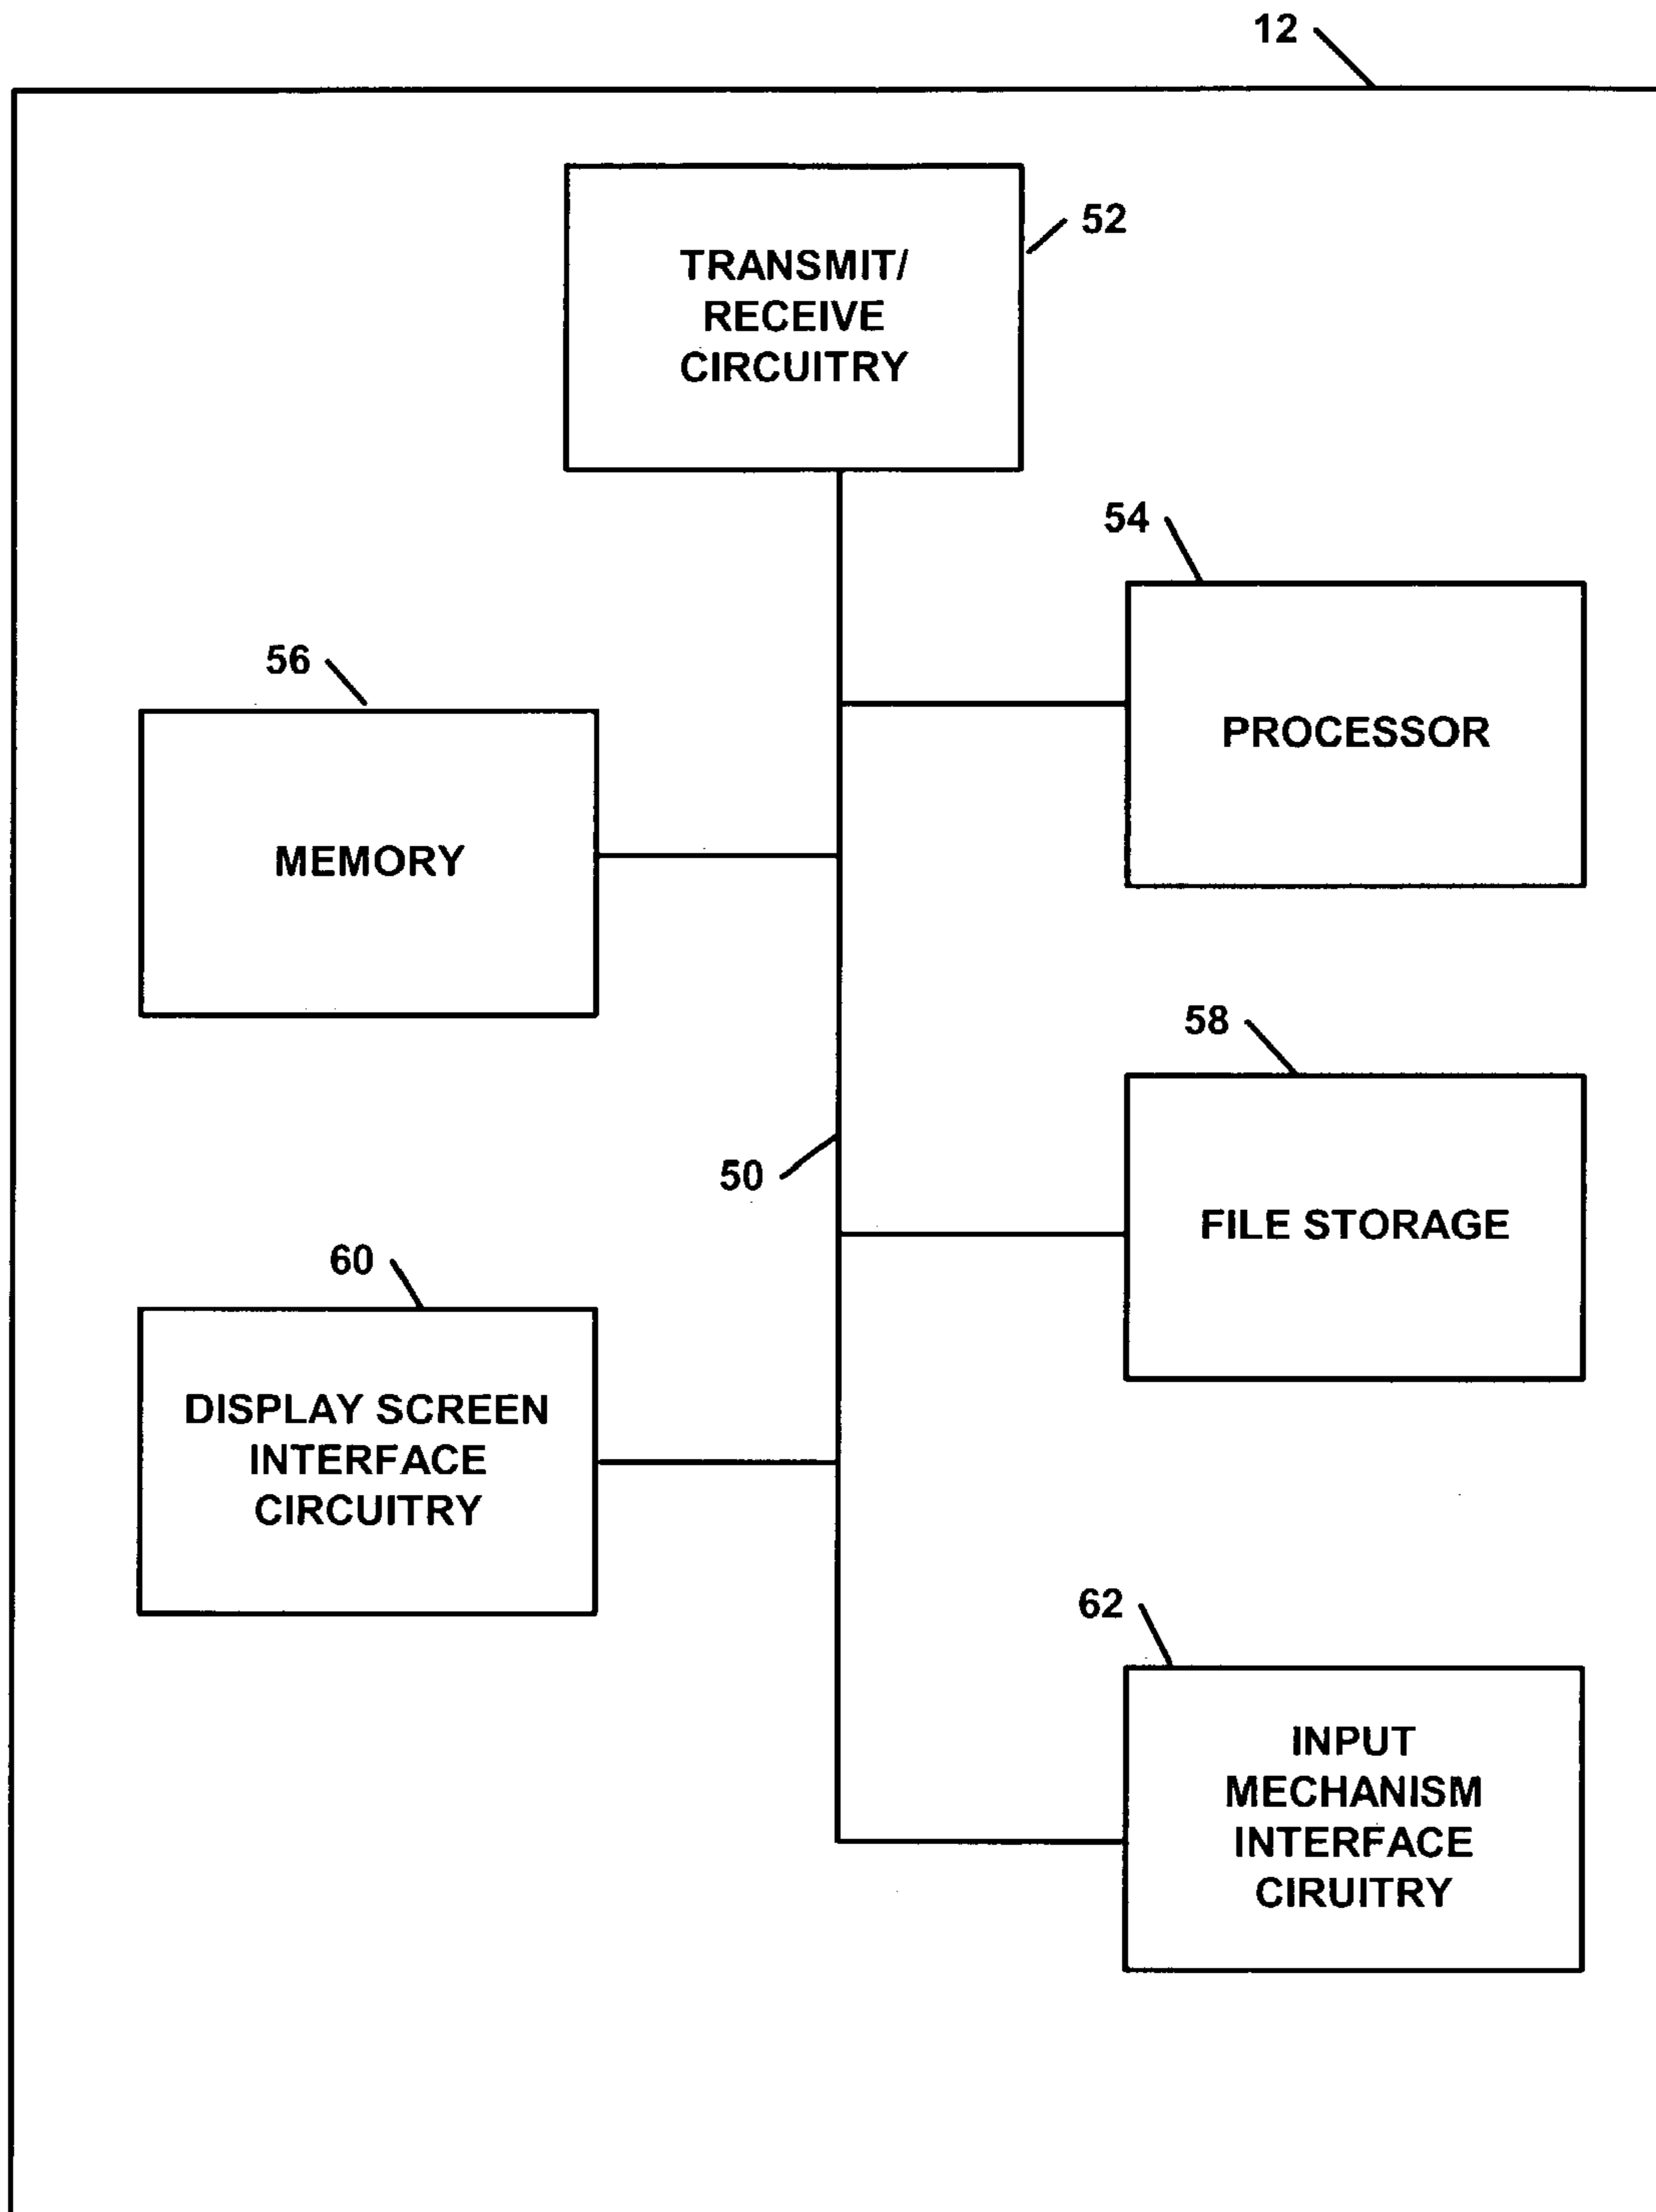 12
52
TRANSMIT/
RECEIVE
CIRCUITRY
54
PROCESSOR
56
MEMORY
58
FILE STORAGE
50
60
DISPLAY SCREEN
INTERFACE
CIRCUITRY
62
INPUT
MECHANISM
INTERFACE
CIRUITRY